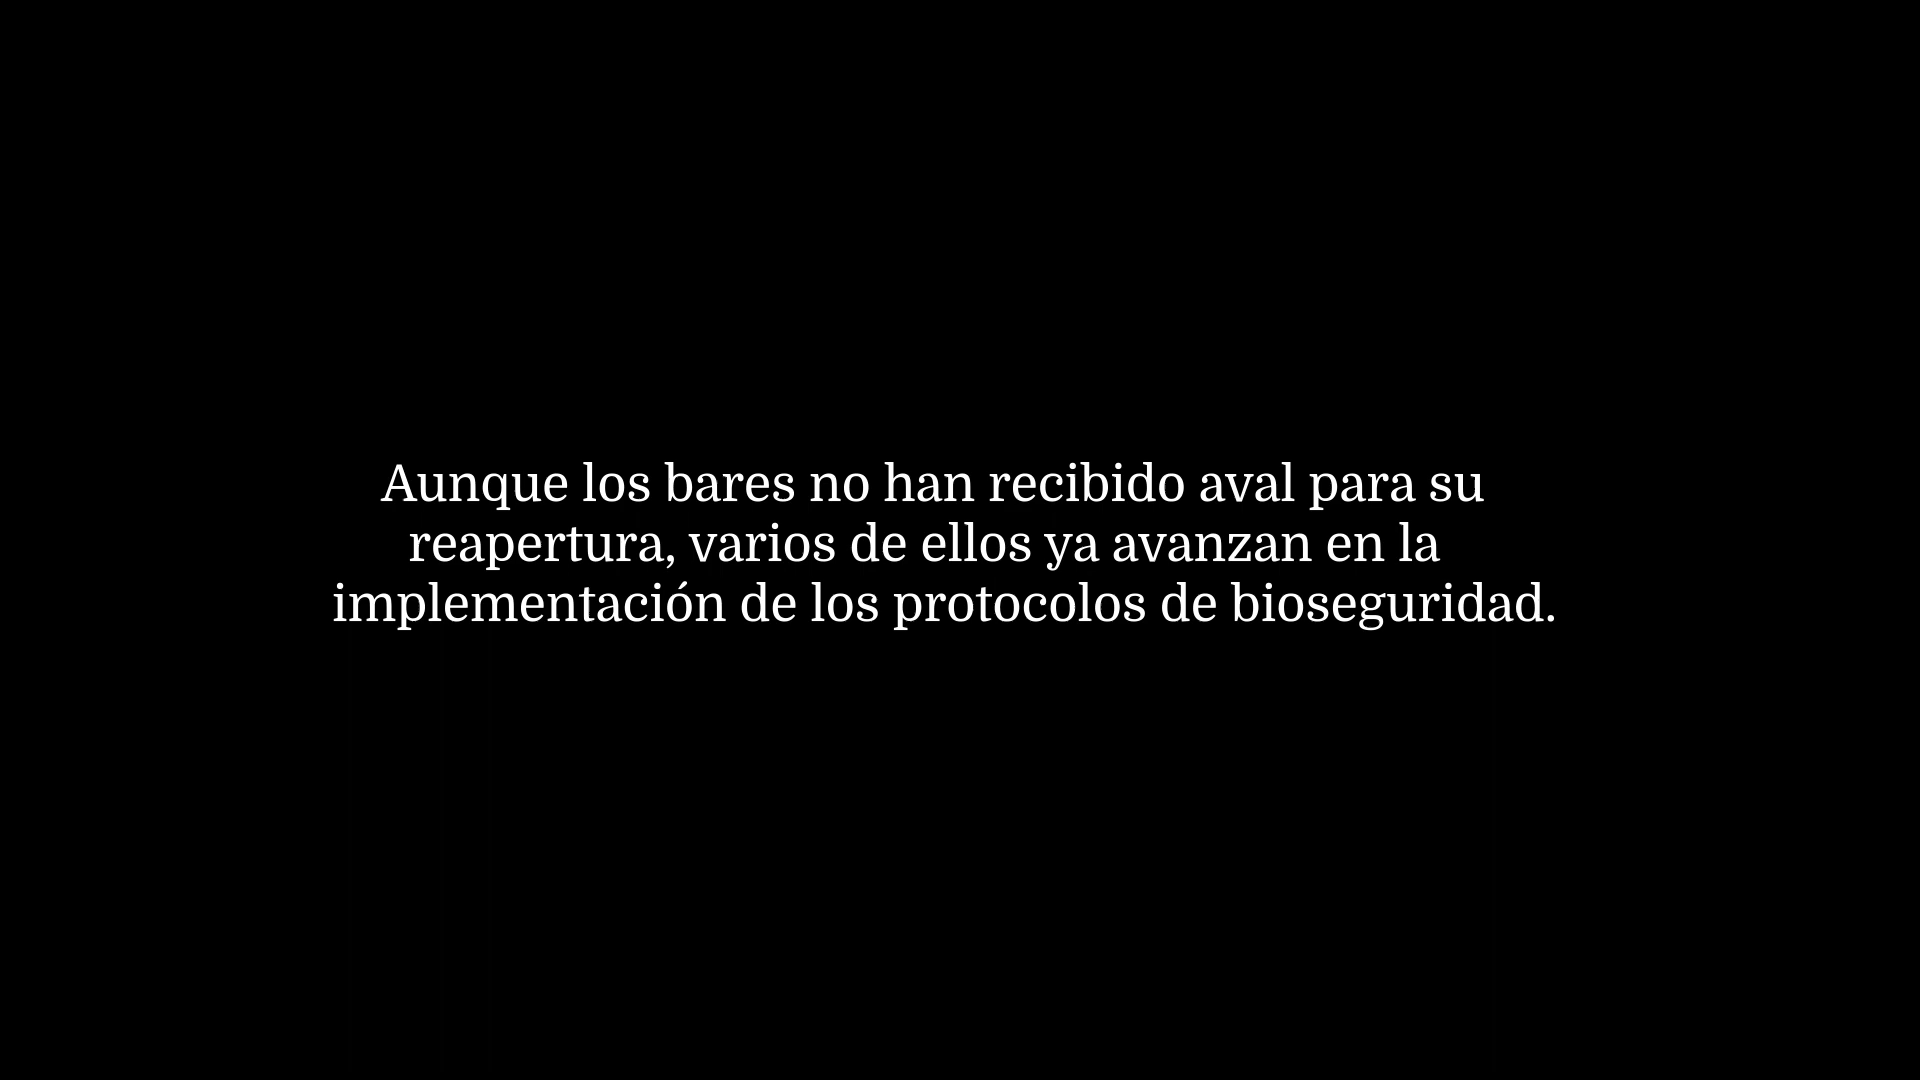 Aunque los bares no han recibido aval para su
reapertura, varios de ellos ya avanzan en la
implementación de los protocolos de bioseguridad.